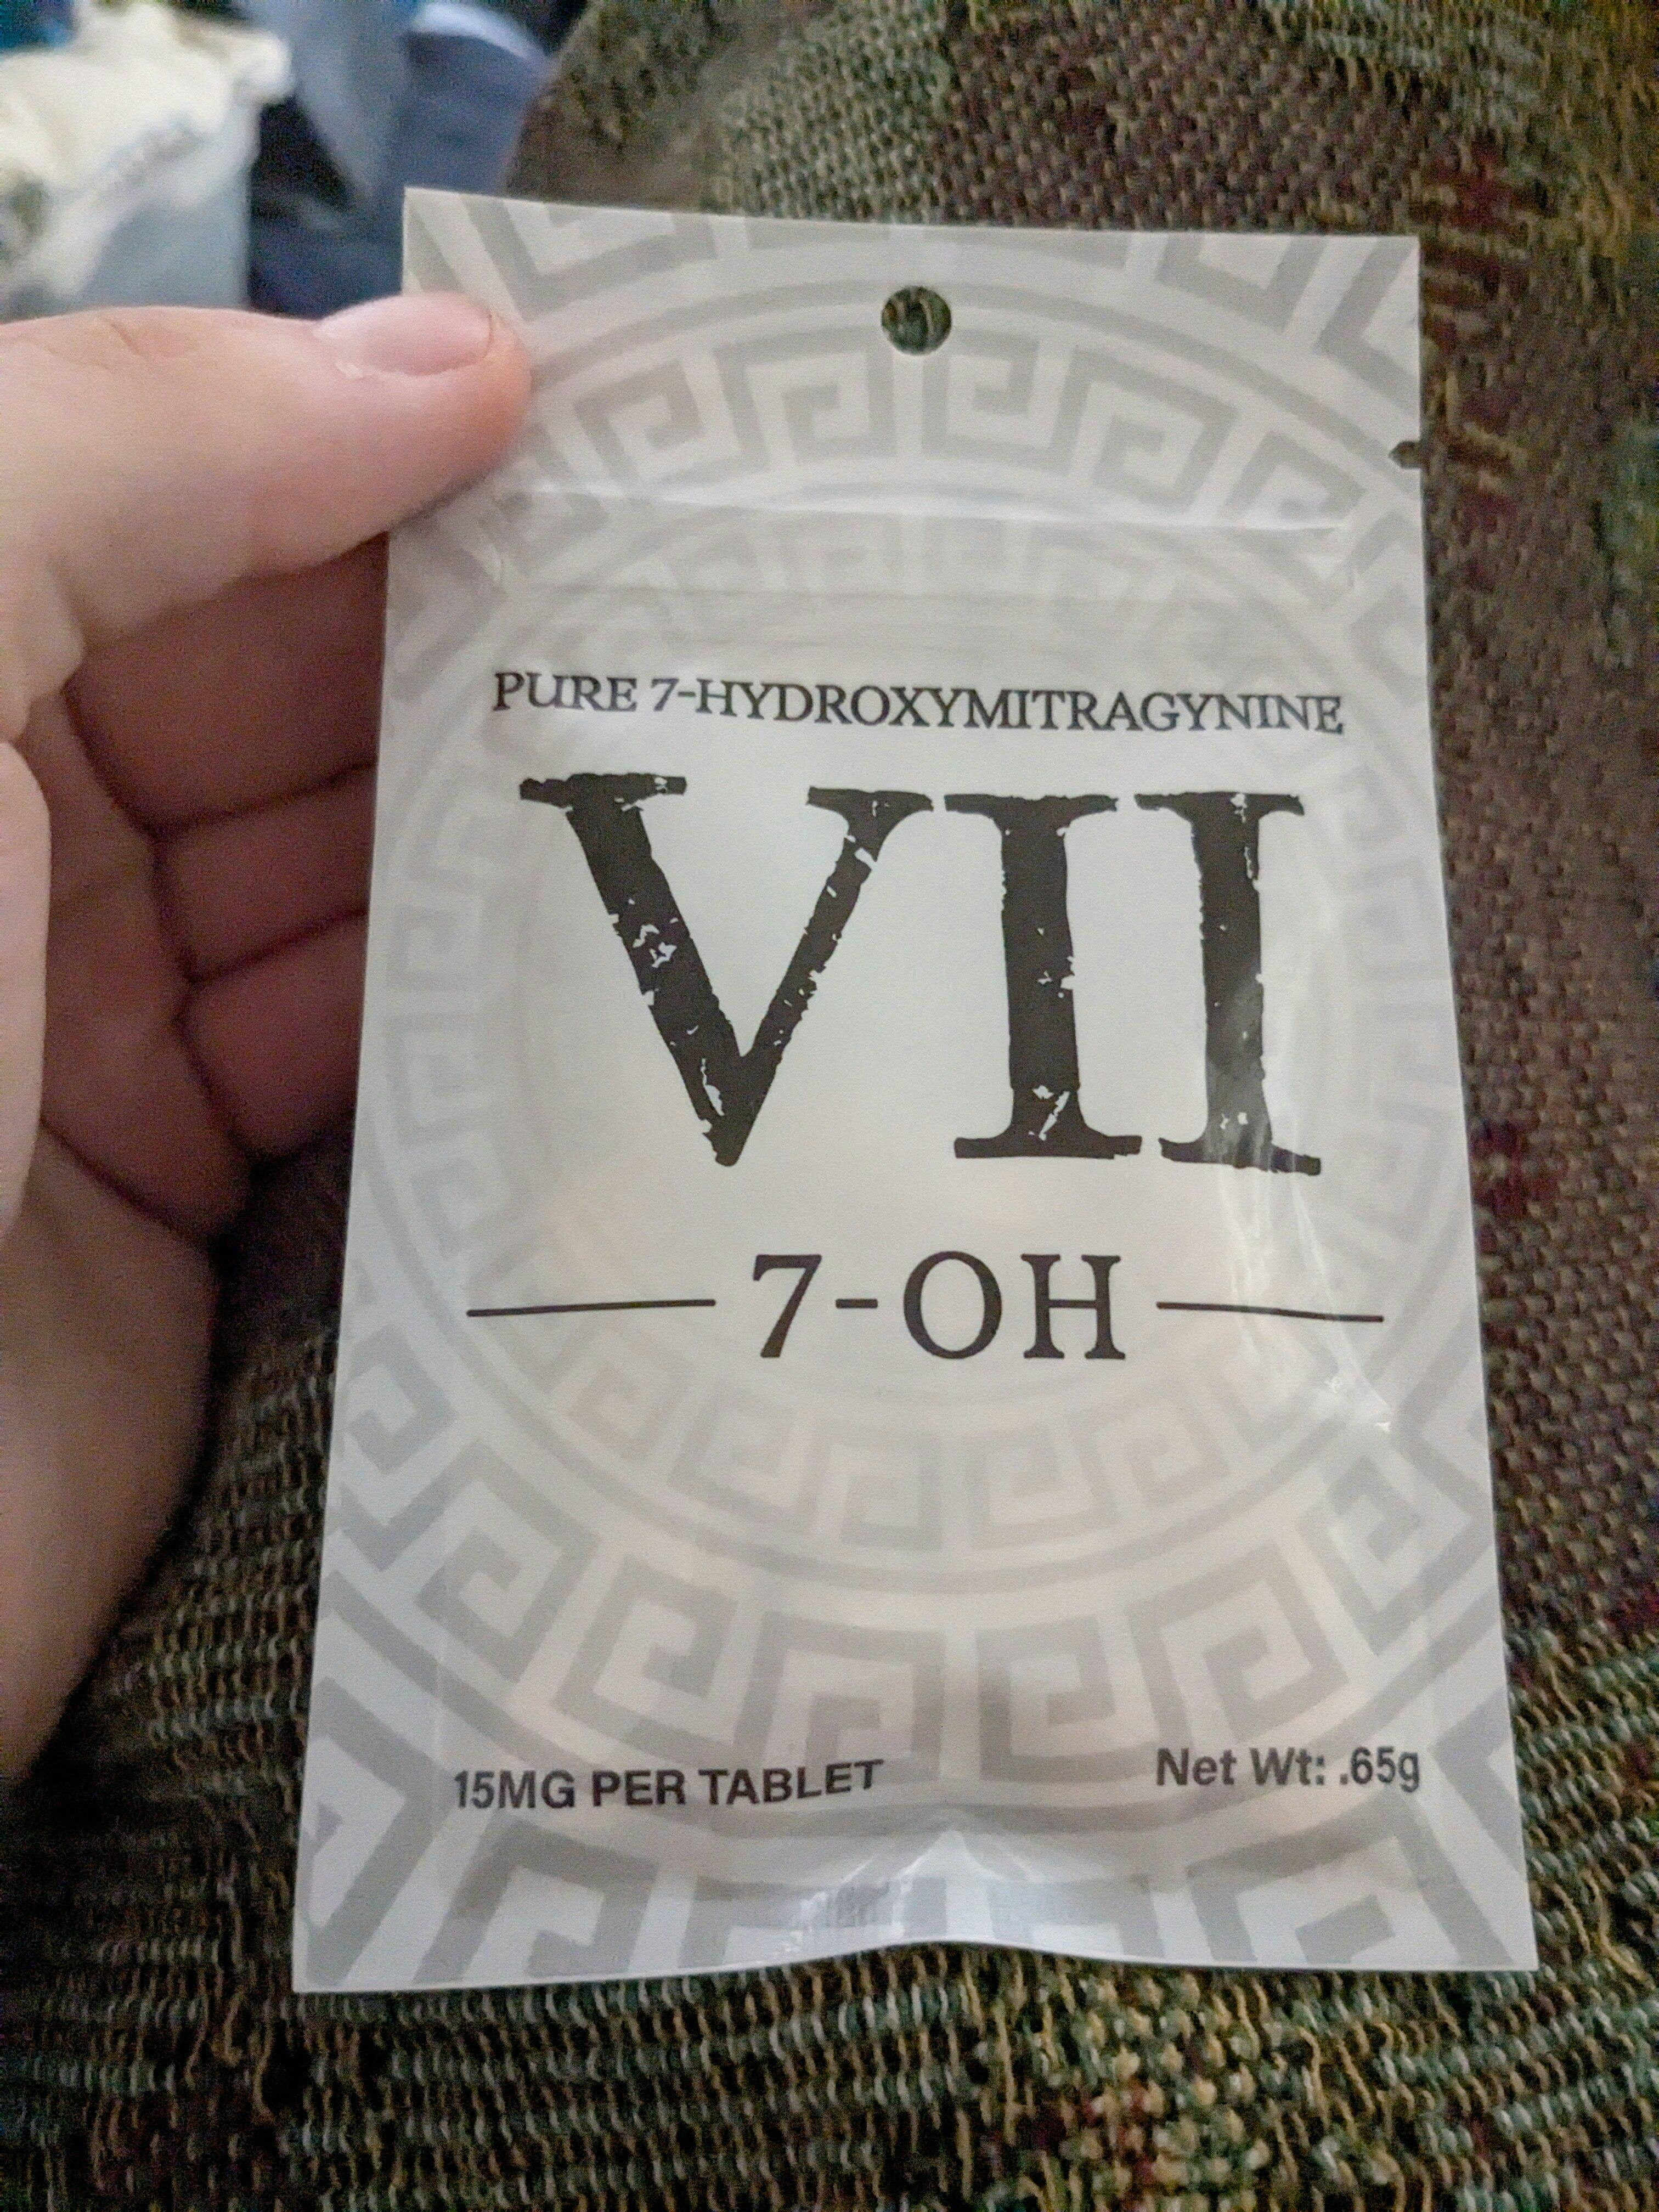 PURE 7-HYDROXYMITRAGYNINE
VII
7-OH
15MG PER TABLET
Net Wt: .65g